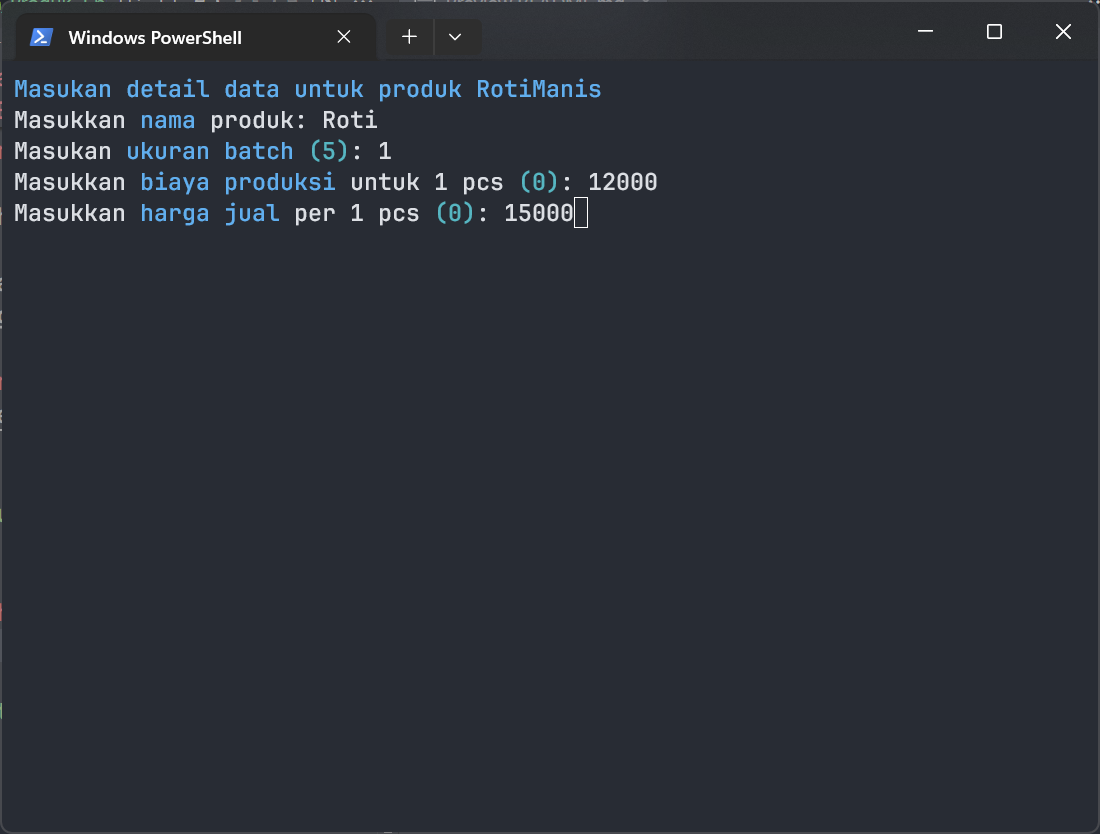 Windows PowerShell
Masukan detail data untuk produk RotiManis
Masukkan nama produk: Roti
Masukan ukuran batch (5): 1
Masukkan biaya produksi untuk 1 pcs (0): 12000
Masukkan harga jual per 1 pcs (0): 15000